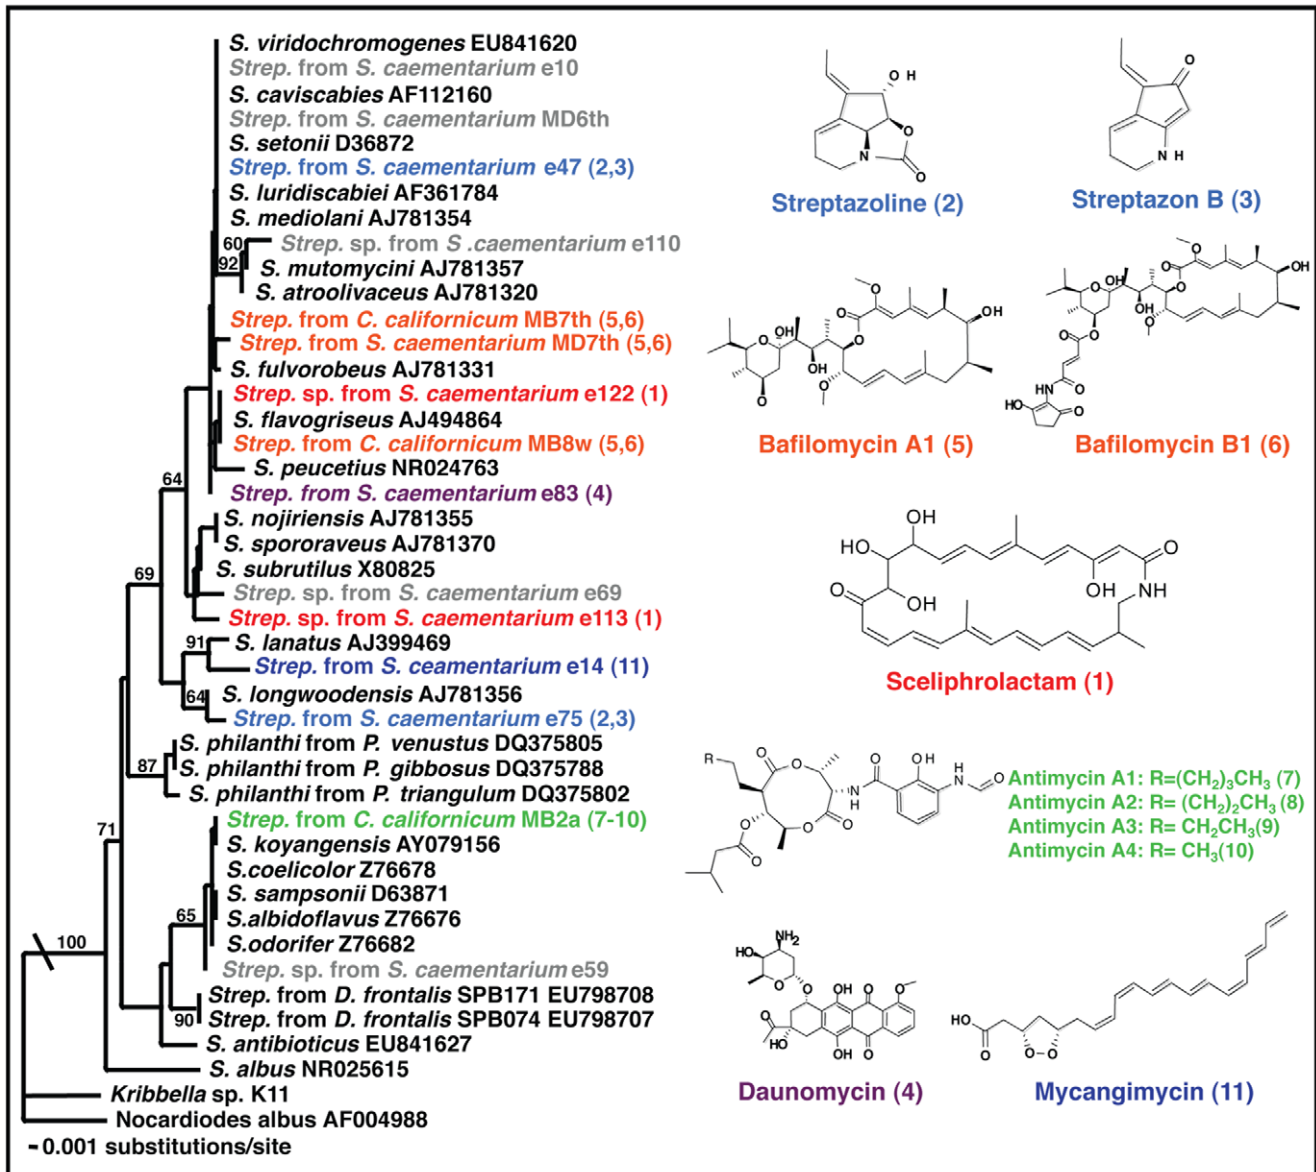 S. viridochromogenes EU841620
Strep. from S. caementarium e10
S. caviscabies AF112160
Strep. from S. caementarium MD6th
S. setonii D36872
Strep. from S. caementarium e47 (2,3)
S. luridiscabiei AF361784
S. mediolani AJ781354
60
Strep. sp. from S .caementarium e110
92
S. mutomycini AJ781357
S. atroolivaceus AJ781320
Strep. from C. californicum MB7th (5,6)
Strep. from S. caementarium MD7th (5,6)
S. fulvorobeus AJ781331
Strep. sp. from S. caementarium e122 (1)
S. flavogriseus AJ494864
Strep. from C. californicum MB8w (5,6)
S. peucetius NR024763
64
Strep. from S. caementarium e83 (4)
S. nojiriensis AJ781355
S. spororaveus AJ781370
S. subrutilus X80825
69
Strep. sp. from S. caementarium e69
Strep. sp. from S. caementarium e113 (1)
91
S. lanatus AJ399469
Strep. from S. ceamentarium e14 (11)
64
S. longwoodensis AJ781356
Strep. from S. caementarium e75 (2,3)
S. philanthi from P. venustus DQ375805
87
S. philanthi from P. gibbosus DQ375788
S. philanthi from P. triangulum DQ375802
71
Strep. from C. californicum MB2a (7-10)
S. koyangensis AY079156
S.coelicolor Z76678
S. sampsonii D63871
65
S.albidoflavus Z76676
100
S.odorifer Z76682
Strep. sp. from S. caementarium e59
Strep. from D. frontalis SPB171 EU798708
90
Strep. from D. frontalis SPB074 EU798707
S. antibioticus EU841627
S. albus NR025615
Kribbella sp. K11
Nocardiodes albus AF004988
0.001 substitutions/site
O H
O
N
O
O
Streptazoline (2)
O
N H
Streptazon B (3)
O
O
OH
O
OH
O
OH
O
O
Bafilomycin A1 (5)
O
O
OH
O
OH
O
OH
O
O
O
O
HN
HO
O
Bafilomycin B1 (6)
OH
HO
O
OH
OH
O
NH
Sceliphrolactam (1)
R
O
O
O
NH
OH
H
N
O
O
O
O
O
Antimycin A1: R=(CH2)3CH3 (7)
Antimycin A2: R= (CH2)2CH3 (8)
Antimycin A3: R= CH2CH3(9)
Antimycin A4: R= CH3(10)
NH2
HO
O
O
OH
O
O
O
HO
OH
O
Daunomycin (4)
HO
O
O-O
Mycangimycin (11)